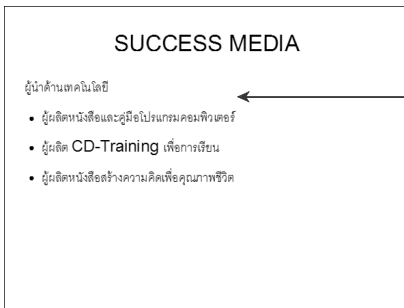 SUCCESS MEDIA
ผู้นำด้านเทคโนโลยี
• ผู้ผลิตหนังสือและคู่มือโปรแกรมคอมพิวเตอร์
• ผู้ผลิต CD-Training เพื่อการเรียน
• ผู้ผลิตหนังสือสร้างความคิดเพื่อคุณภาพชีวิต